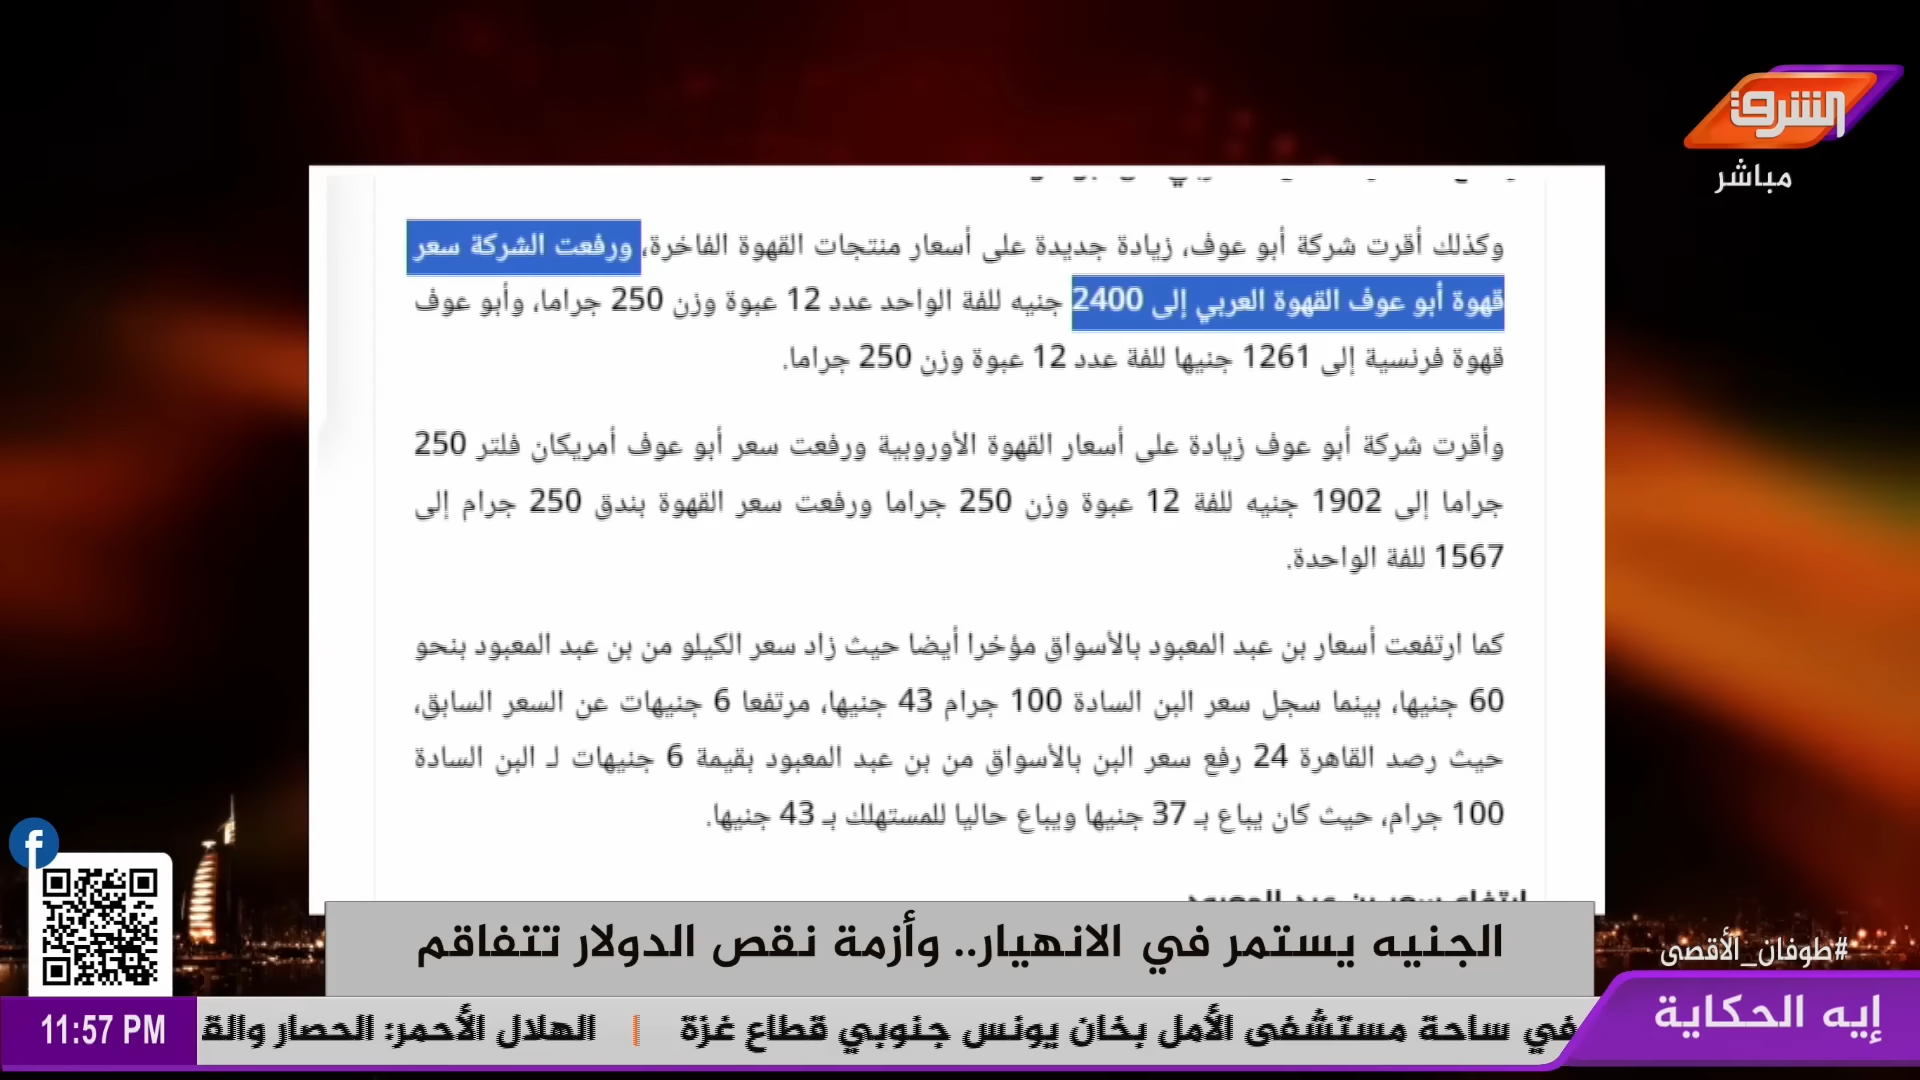 الشرق
مباشر
وكذلك أقرت شركة أبو عوف، زيادة جديدة على أسعار منتجات القهوة الفاخرة، ورفعت الشركة سعر
قهوة أبو عوف القهوة العربي إلى 2400 جنيه للفة الواحد عدد 12 عبوة وزن 250 جراما، وأبو عوف
قهوة فرنسية إلى 1261 جنيها للفة عدد 12 عبوة وزن 250 جراما.
وأقرت شركة أبو عوف زيادة على أسعار القهوة الأوروبية ورفعت سعر أبو عوف أمريكان فلتر 250
جراما إلى 1902 جنيه للفة 12 عبوة وزن 250 جراما ورفعت سعر القهوة بندق 250 جرام إلى
1567 للفة الواحدة.
كما ارتفعت أسعار بن عبد المعبود بالأسواق مؤخرا أيضا حيث زاد سعر الكيلو من بن عبد المعبود بنحو
60 جنيها، بينما سجل سعر البن السادة 100 جرام 43 جنيها، مرتفعا 6 جنيهات عن السعر السابق،
حيث رصد القاهرة 24 رفع سعر البن بالأسواق من بن عبد المعبود بقيمة 6 جنيهات لـ البن السادة
100 جرام، حيث كان يباع بـ 37 جنيها ويباع حاليا للمستهلك بـ 43 جنيها.
الجنيه يستمر في الانهيار.. وأزمة نقص الدولار تتفاقم
#طوفان_الأقصى
إيه الحكاية
في ساحة مستشفى الأمل بخان يونس جنوبي قطاع غزة | الهلال الأحمر: الحصار والق
11:57 PM